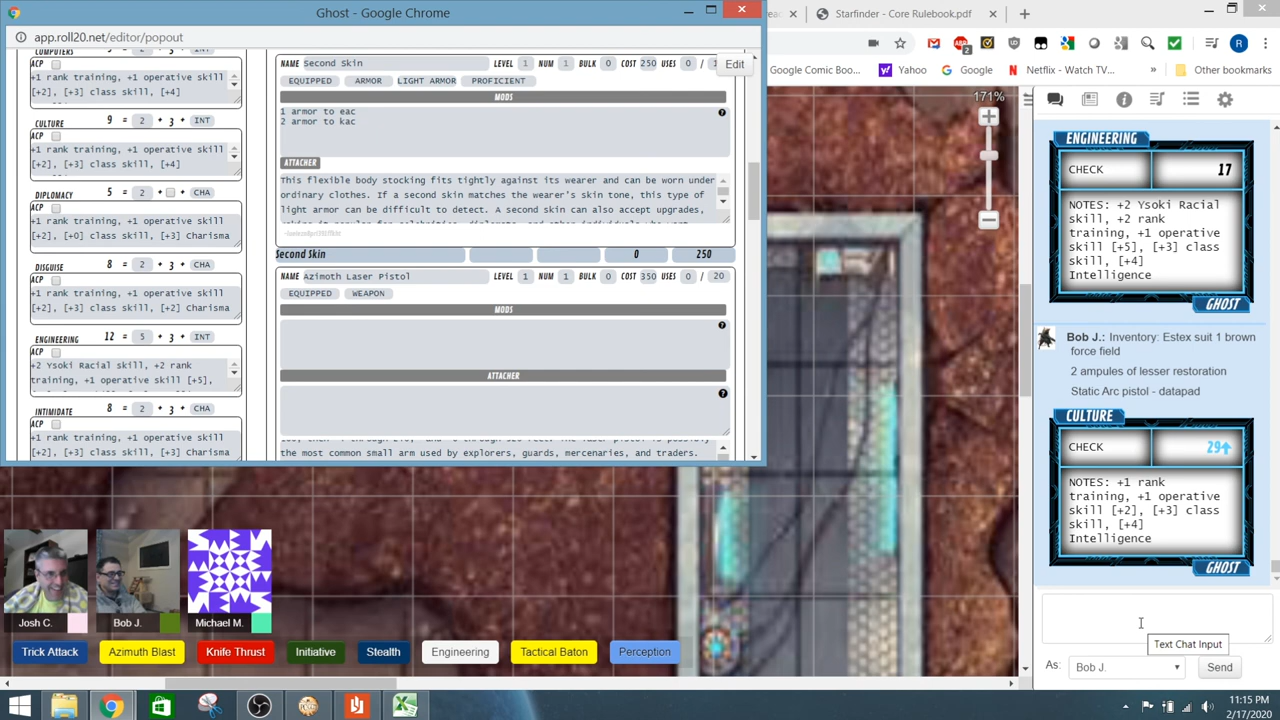 Ghost - Google Chrome
app.roll20.net/editor/popout
COMPUTERS
ACP
+1 rank training, +1 operative
skill [+2], [+3] class skill,
[+4]
CULTURE 9 = 2 + 3 + INT
ACP
+1 rank training, +1 operative skill
[+2], [+3] class skill, [+4]
DIPLOMACY 5 = 2 + + CHA
ACP
+1 rank training, +1 operative skill
[+2], [+0] class skill, [+3] Charisma
DISGUISE 8 = 2 + 3 + CHA
ACP
+1 rank training, +1 operative skill
[+2], [+3] class skill, [+2] Charisma
ENGINEERING 12 = 5 + 3 + INT
ACP
+2 Ysoki Racial skill, +2 rank
training, +1 operative skill [+5],
INTIMIDATE 8 = 2 + 3 + CHA
ACP
+1 rank training, +1 operative skill
[+2], [+3] class skill, [+3] Charisma
NAME Second Skin LEVEL 1 NUM 1 BULK 0 COST 250 USES 0 /
Edit
EQUIPPED ARMOR LIGHT ARMOR PROFICIENT
MODS
1 armor to eac
2 armor to kac
ATTACHER
This flexible body stocking fits tightly against its wearer and can be worn under
ordinary clothes. If a second skin matches the wearer's skin tone, this type of
light armor can be difficult to detect. A second skin can also accept upgrades,
Second Skin 0 250
NAME Azimoth Laser Pistol LEVEL 1 NUM 1 BULK 0 COST 350 USES 0 / 20
EQUIPPED WEAPON
MODS
ATTACHER
the most common small arm used by explorers, guards, mercenaries, and traders.
Starfinder - Core Rulebook.pdf
Google Comic Boo... Yahoo Google Netflix - Watch TV... » Other bookmarks
171%
ENGINEERING
CHECK 17
NOTES: +2 Ysoki Racial
skill, +2 rank
training, +1 operative
skill [+5], [+3] class
skill, [+4]
Intelligence
GHOST
Bob J.: Inventory: Estex suit 1 brown
force field
2 ampules of lesser restoration
Static Arc pistol - datapad
CULTURE
CHECK 29
NOTES: +1 rank
training, +1 operative
skill [+2], [+3] class
skill, [+4]
Intelligence
GHOST
Text Chat Input
As: Bob J. Send
Josh C. Bob J. Michael M.
Trick Attack Azimuth Blast Knife Thrust Initiative Stealth Engineering Tactical Baton Perception
11:15 PM
2/17/2020